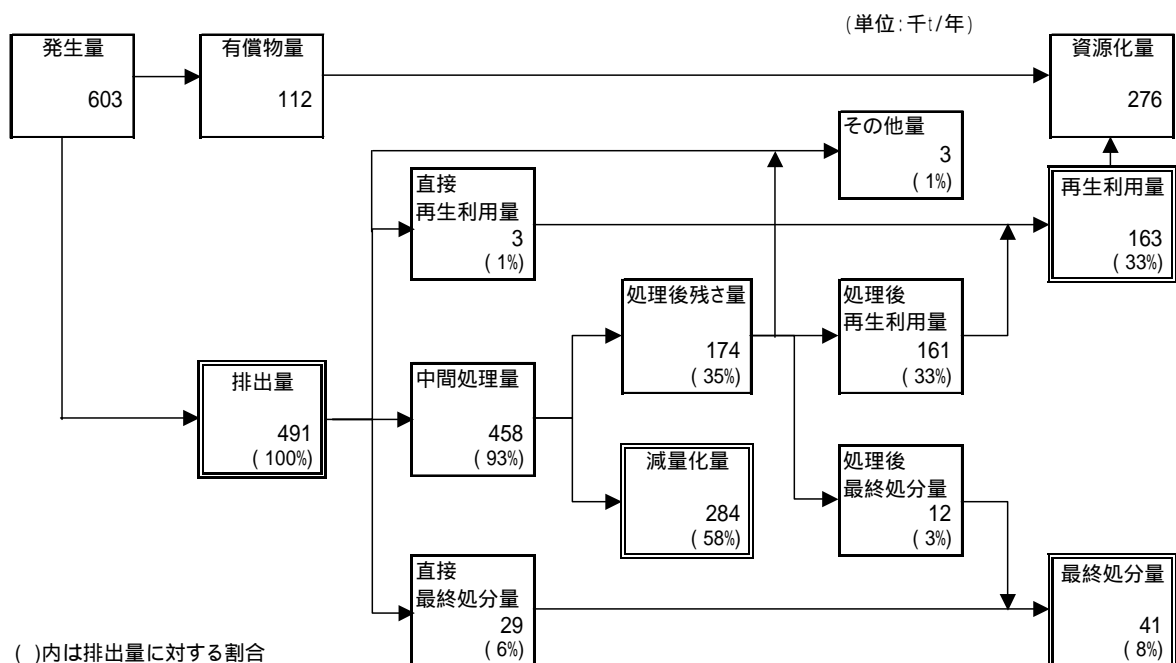 (単位:千t/年)
発生量
603
有償物量
112
資源化量
276
その他量
3
(1%)
直接
再生利用量
3
(1%)
再生利用量
163
(33%)
処理後残さ量
174
(35%)
処理後
再生利用量
161
(33%)
排出量
491
(100%)
中間処理量
458
(93%)
減量化量
284
(58%)
処理後
最終処分量
12
(3%)
直接
最終処分量
29
(6%)
最終処分量
41
(8%)
( )内は排出量に対する割合